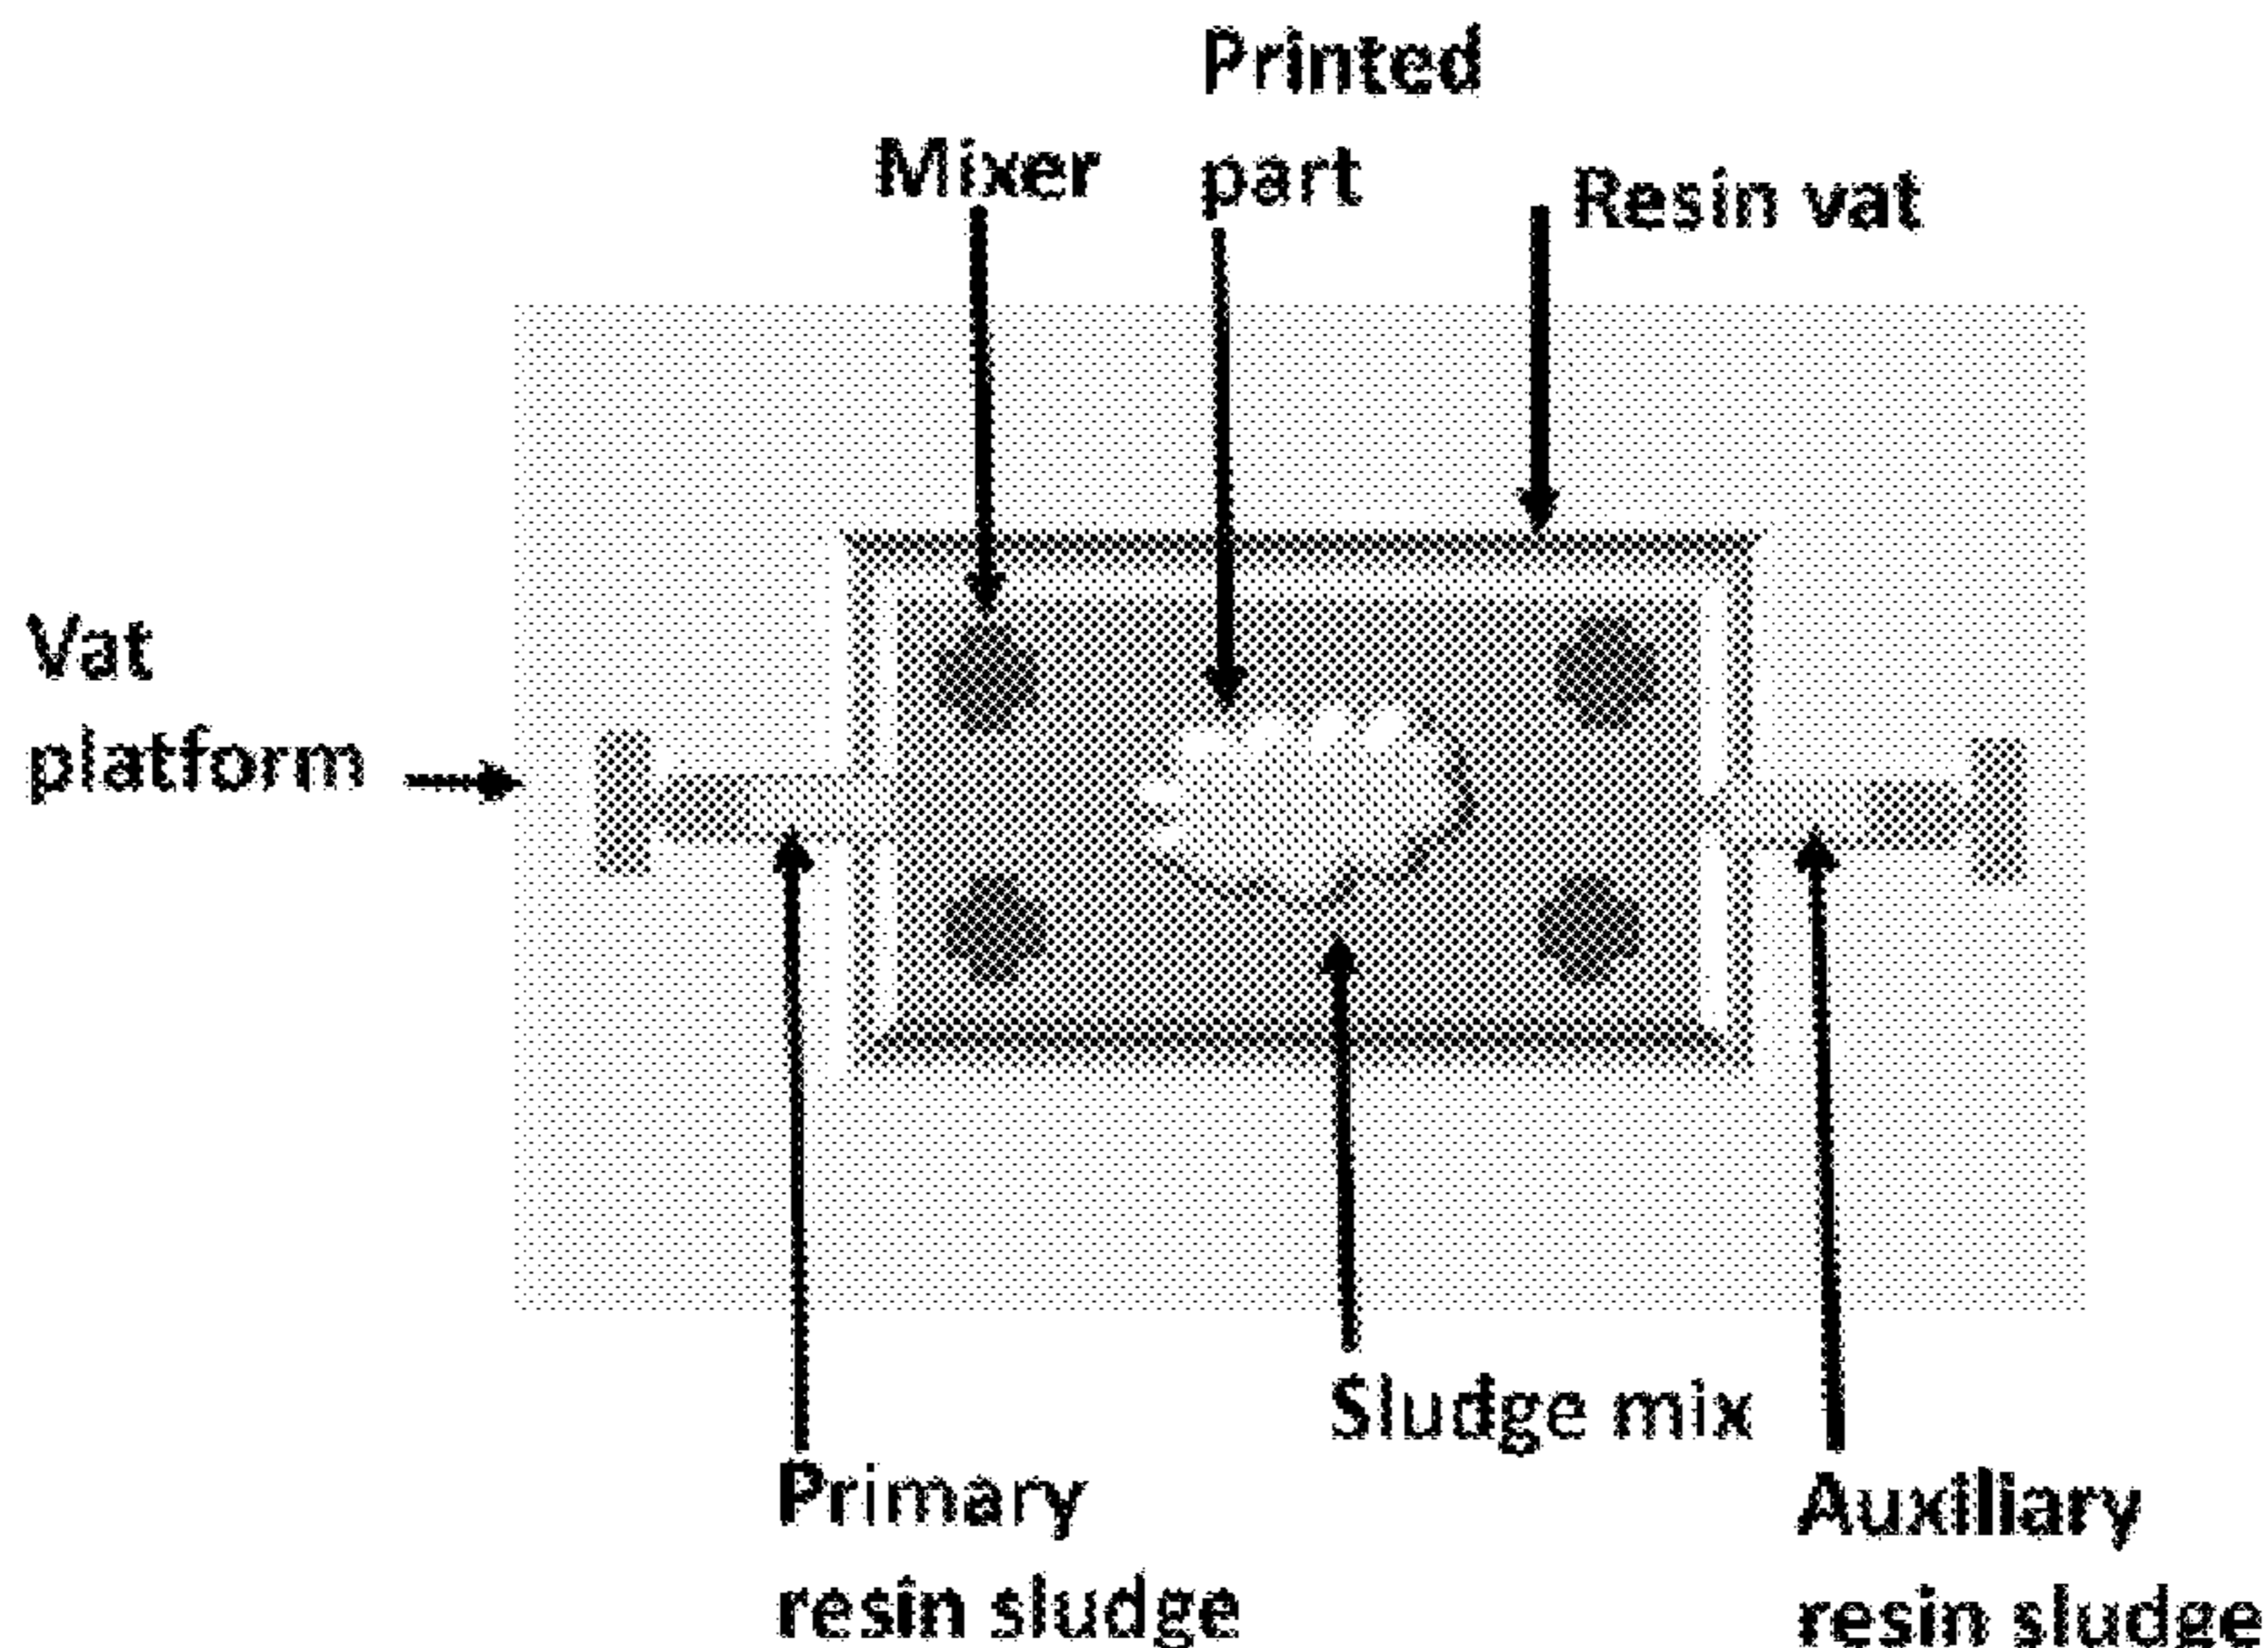 Printed
part
Mixer
Resin vat
Vat
platform
Sludge mix
Primary
resin sludge
Auxiliary
resin sludge